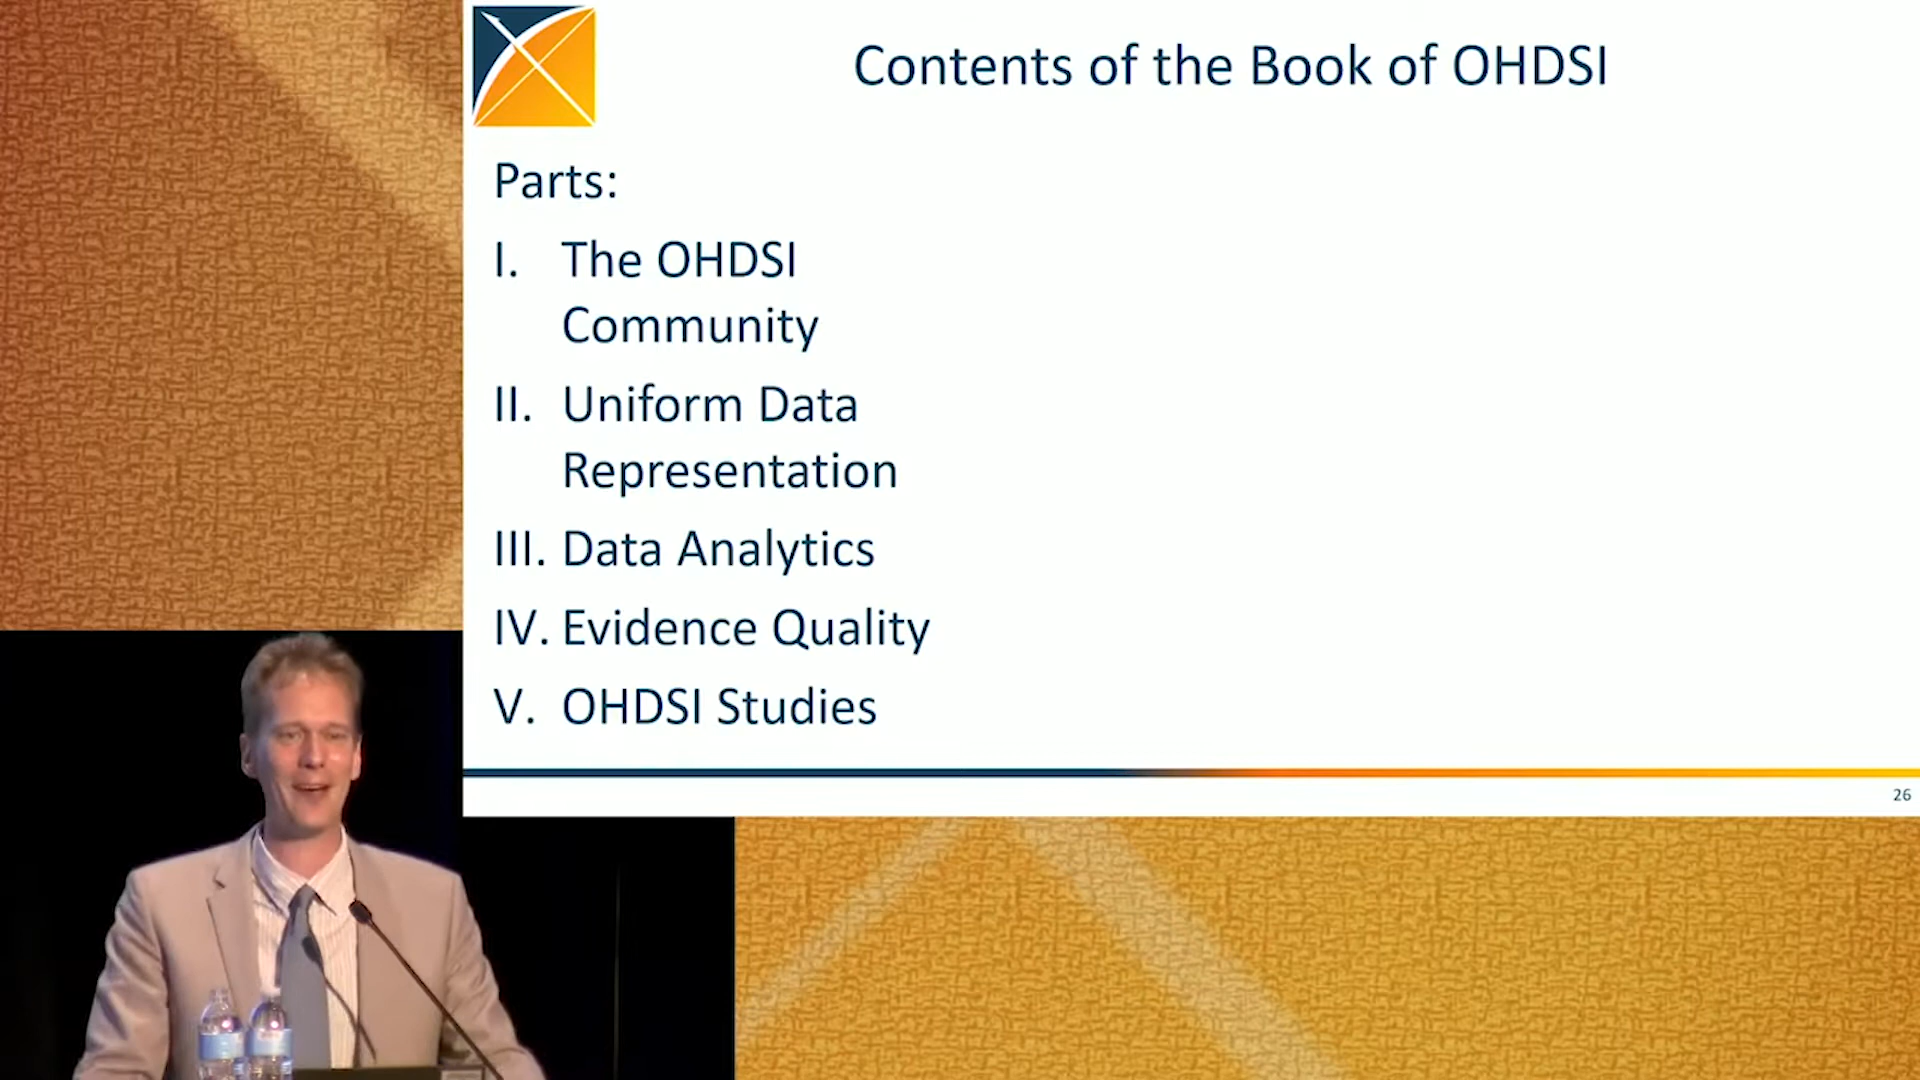 Contents of the Book of OHDSI
Parts:
I. The OHDSI
Community
II. Uniform Data
Representation
III. Data Analytics
IV. Evidence Quality
V. OHDSI Studies
26